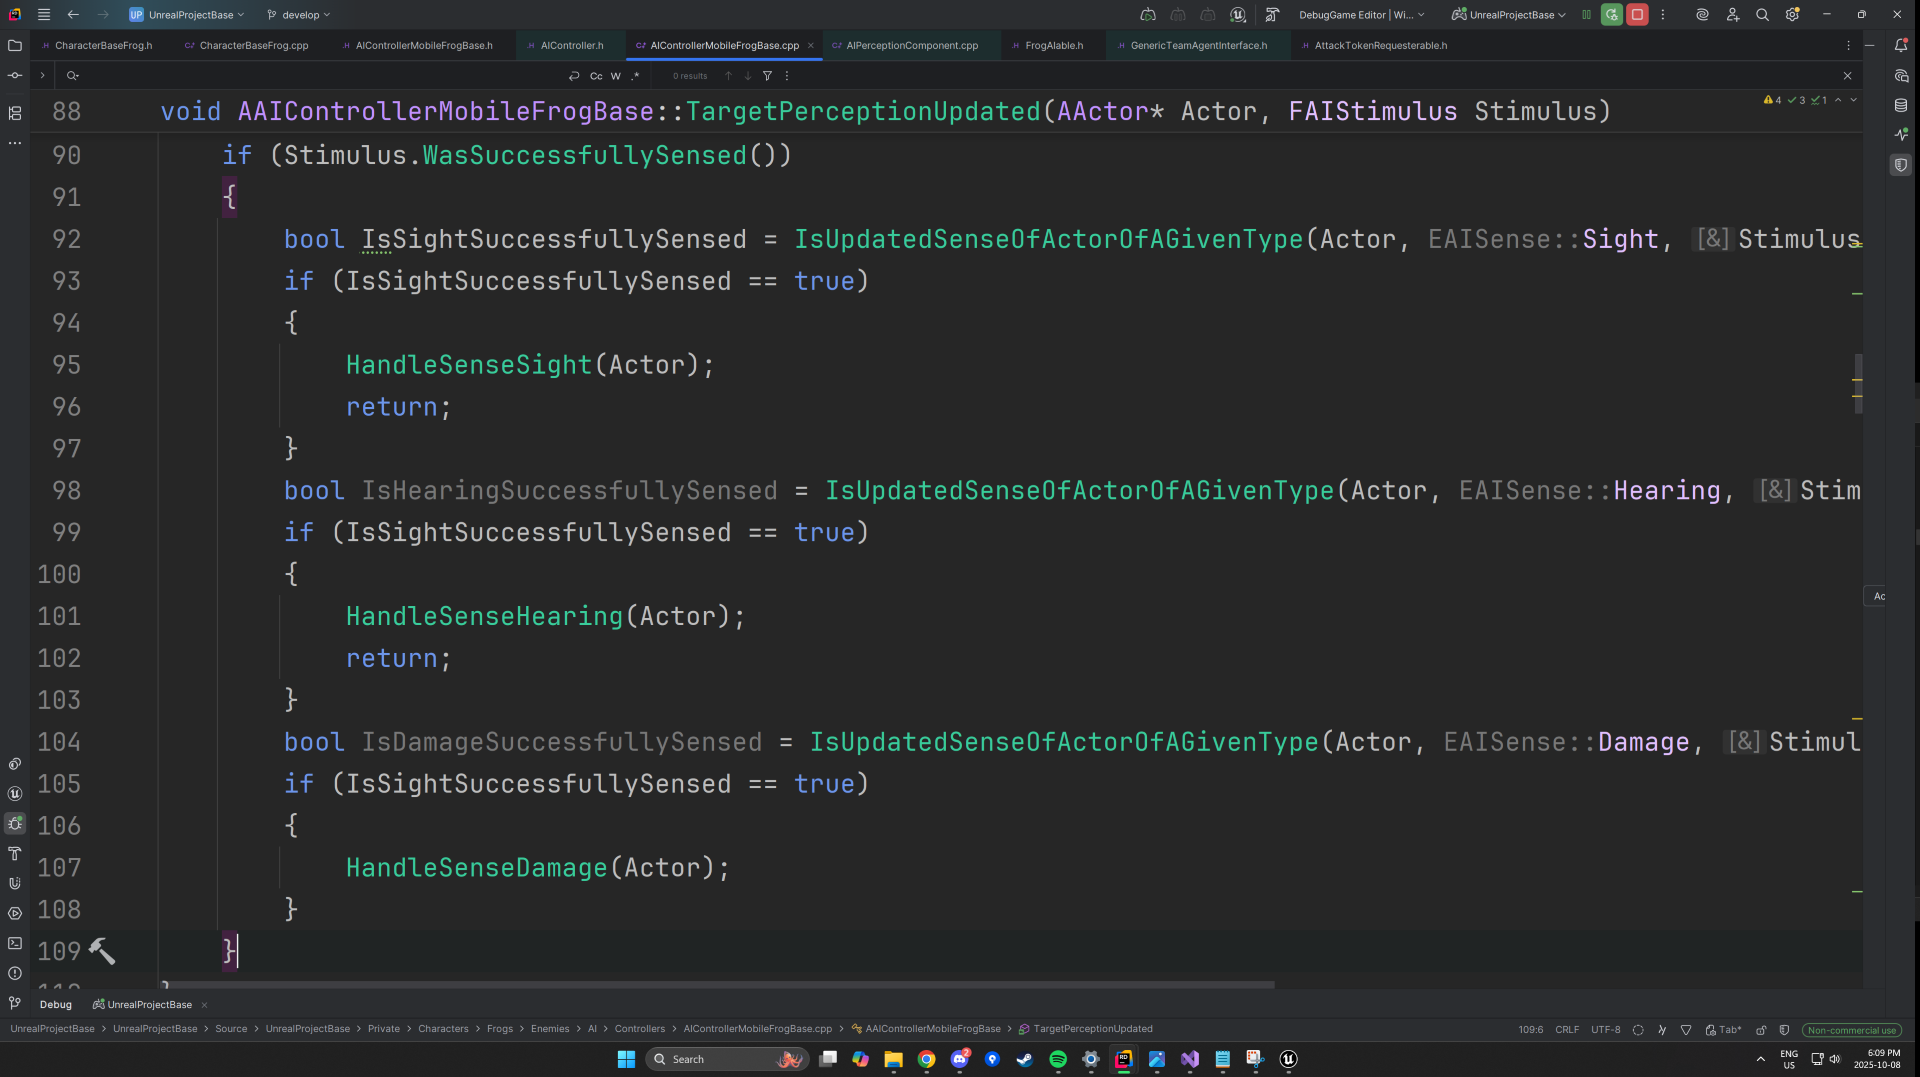 UP UnrealProjectBase develop DebugGame Editor | Wi... UnrealProjectBase
CharacterBaseFrog.h CharacterBaseFrog.cpp AIControllerMobileFrogBase.h AIController.h AIControllerMobileFrogBase.cpp AIPerceptionComponent.cpp FrogAIable.h GenericTeamAgentInterface.h AttackTokenRequesterable.h
Cc W .* 0 results
88 void AAIControllerMobileFrogBase::TargetPerceptionUpdated(AActor* Actor, FAIStimulus Stimulus)
4 3 1
90 if (Stimulus.WasSuccessfullySensed())
91 {
92 bool IsSightSuccessfullySensed = IsUpdatedSenseOfActorOfAGivenType(Actor, EAISense::Sight, [&] Stimulus
93 if (IsSightSuccessfullySensed == true)
94 {
95 HandleSenseSight(Actor);
96 return;
97 }
98 bool IsHearingSuccessfullySensed = IsUpdatedSenseOfActorOfAGivenType(Actor, EAISense::Hearing, [&] Stim
99 if (IsSightSuccessfullySensed == true)
100 {
101 HandleSenseHearing(Actor);
102 return;
103 }
104 bool IsDamageSuccessfullySensed = IsUpdatedSenseOfActorOfAGivenType(Actor, EAISense::Damage, [&] Stimul
105 if (IsSightSuccessfullySensed == true)
106 {
107 HandleSenseDamage(Actor);
108 }
109 }
Ac
Debug UnrealProjectBase
UnrealProjectBase > UnrealProjectBase > Source > UnrealProjectBase > Private > Characters > Frogs > Enemies > AI > Controllers > AIControllerMobileFrogBase.cpp > AAIControllerMobileFrogBase > TargetPerceptionUpdated 109:6 CRLF UTF-8 Tab* Non-commercial use
Search 2 RD ENG US 6:09 PM 2025-10-08